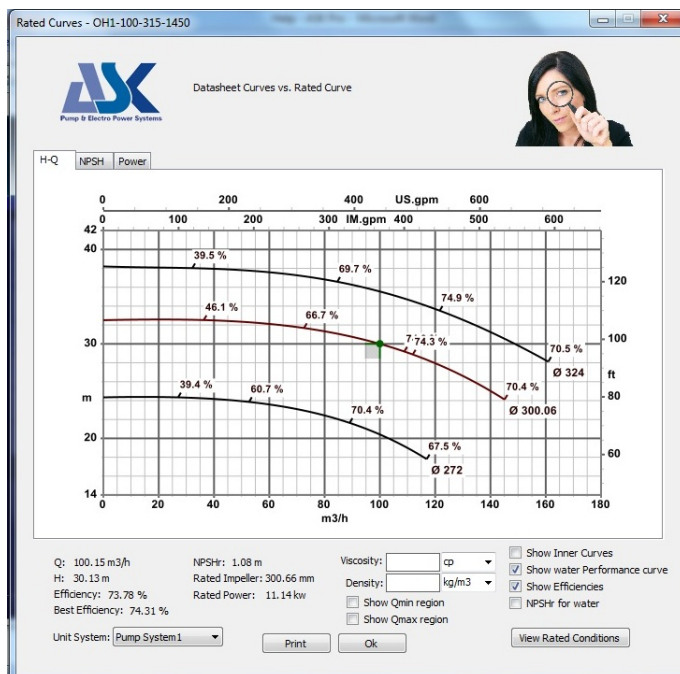 Rated Curves - OH1-100-315-1450
ASK
Pump & Electro Power Systems
Datasheet Curves vs. Rated Curve
H-Q NPSH Power
0 200 400 US.gpm 600
0 100 200 300 IM.gpm 400 500 600
42
40
30
m
20
14
120
100
ft
80
60
39.5 %
69.7 %
74.9 %
70.5 %
Ø 324
46.1 %
66.7 %
74.3 %
70.4 %
Ø 300.06
39.4 %
60.7 %
70.4 %
67.5 %
Ø 272
0 20 40 60 80 100 120 140 160 180
m3/h
Q: 100.15 m3/h
H: 30.13 m
Efficiency: 73.78 %
Best Efficiency: 74.31 %
NPSHr: 1.08 m
Rated Impeller: 300.66 mm
Rated Power: 11.14 kw
Viscosity: cp
Density: kg/m3
Show Qmin region
Show Qmax region
Show Inner Curves
Show water Performance curve
Show Efficiencies
NPSHr for water
Unit System: Pump System1
Print
Ok
View Rated Conditions